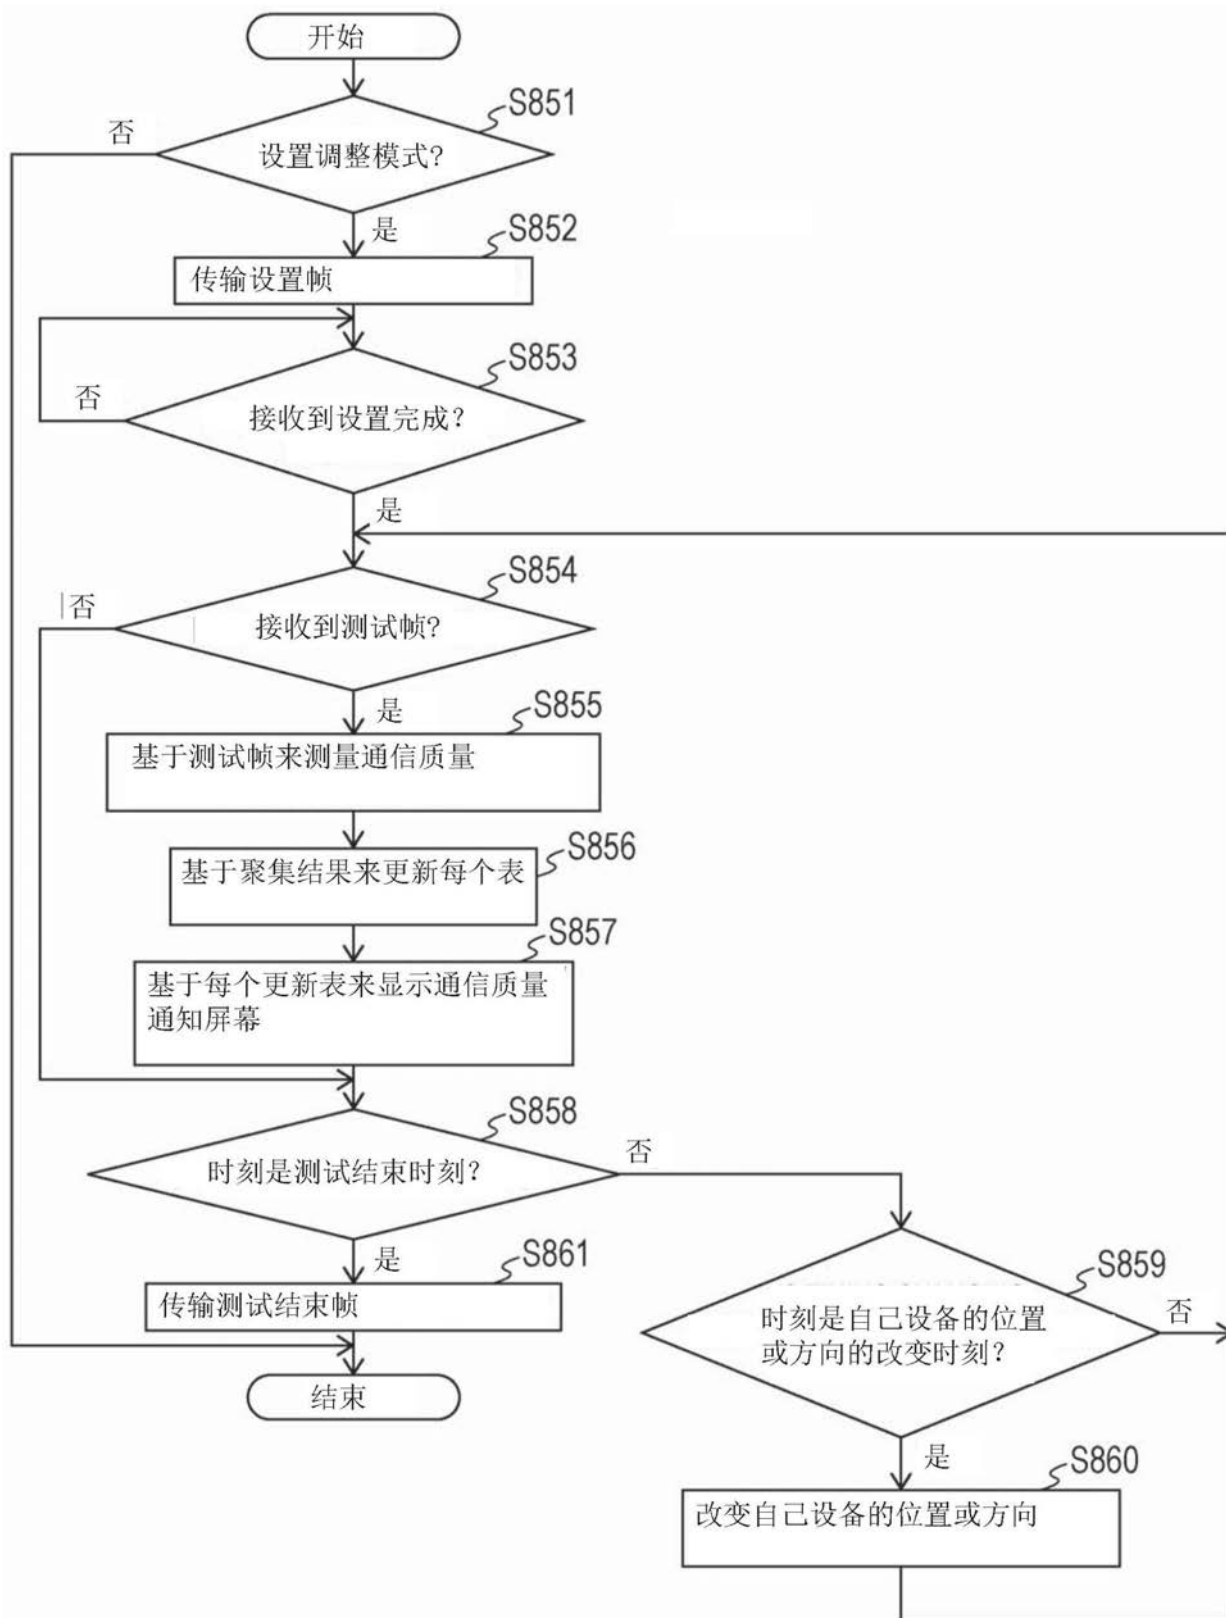 开始
S851
否
设置调整模式?
是
S852
传输设置帧
S853
否
接收到设置完成？
是
S854
否
接收到测试帧?
是
S855
基于测试帧来测量通信质量
S856
基于聚集结果来更新每个表
S857
基于每个更新表来显示通信质量
通知屏幕
S858
时刻是测试结束时刻？
否
是
S861
传输测试结束帧
结束
S859
时刻是自己设备的位置
或方向的改变时刻？
否
是
S860
改变自己设备的位置或方向